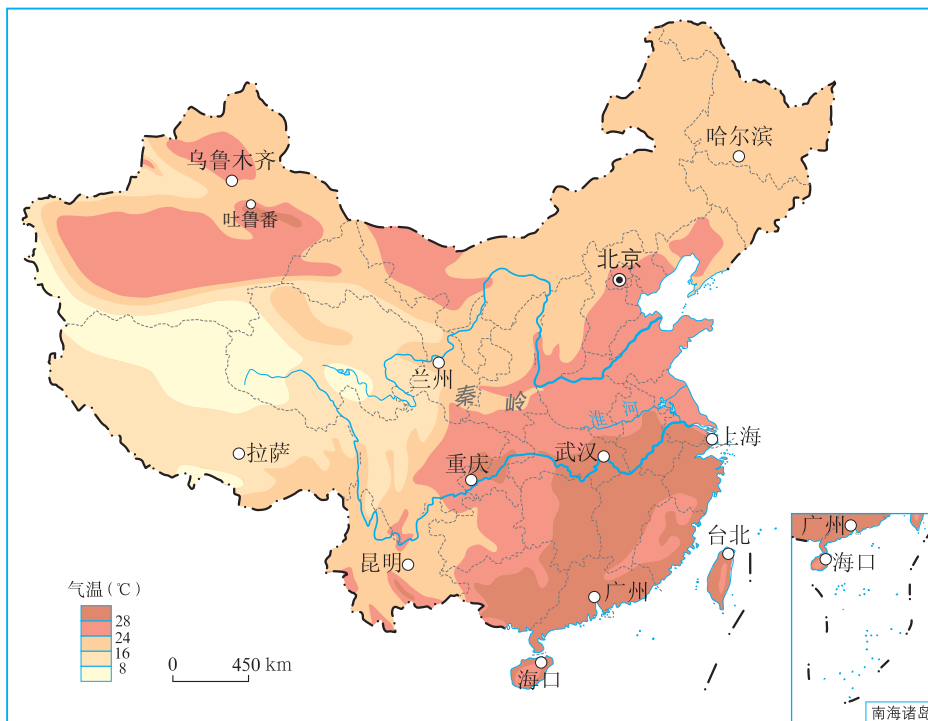 哈尔滨
乌鲁木齐
吐鲁番
北京
兰州
秦岭
淮河
上海
拉萨
重庆
武汉
台北
昆明
广州
海口
气温(℃)
28
24
16
8
0 450 km
广州
海口
南海诸岛